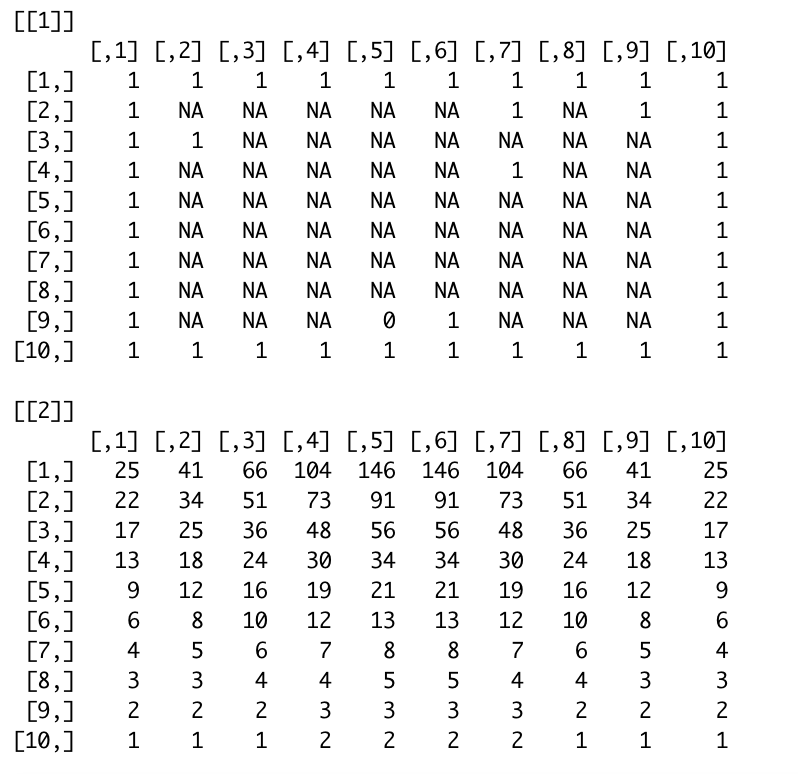 [[1]]
[,1] [,2] [,3] [,4] [,5] [,6] [,7] [,8] [,9] [,10]
[1,] 1 1 1 1 1 1 1 1 1 1
[2,] 1 NA NA NA NA NA 1 NA 1 1
[3,] 1 1 NA NA NA NA NA NA NA 1
[4,] 1 NA NA NA NA NA 1 NA NA 1
[5,] 1 NA NA NA NA NA NA NA NA 1
[6,] 1 NA NA NA NA NA NA NA NA 1
[7,] 1 NA NA NA NA NA NA NA NA 1
[8,] 1 NA NA NA NA NA NA NA NA 1
[9,] 1 NA NA NA 0 1 NA NA NA 1
[10,] 1 1 1 1 1 1 1 1 1 1
[[2]]
[,1] [,2] [,3] [,4] [,5] [,6] [,7] [,8] [,9] [,10]
[1,] 25 41 66 104 146 146 104 66 41 25
[2,] 22 34 51 73 91 91 73 51 34 22
[3,] 17 25 36 48 56 56 48 36 25 17
[4,] 13 18 24 30 34 34 30 24 18 13
[5,] 9 12 16 19 21 21 19 16 12 9
[6,] 6 8 10 12 13 13 12 10 8 6
[7,] 4 5 6 7 8 8 7 6 5 4
[8,] 3 3 4 4 5 5 4 4 3 3
[9,] 2 2 2 3 3 3 3 2 2 2
[10,] 1 1 1 2 2 2 2 1 1 1